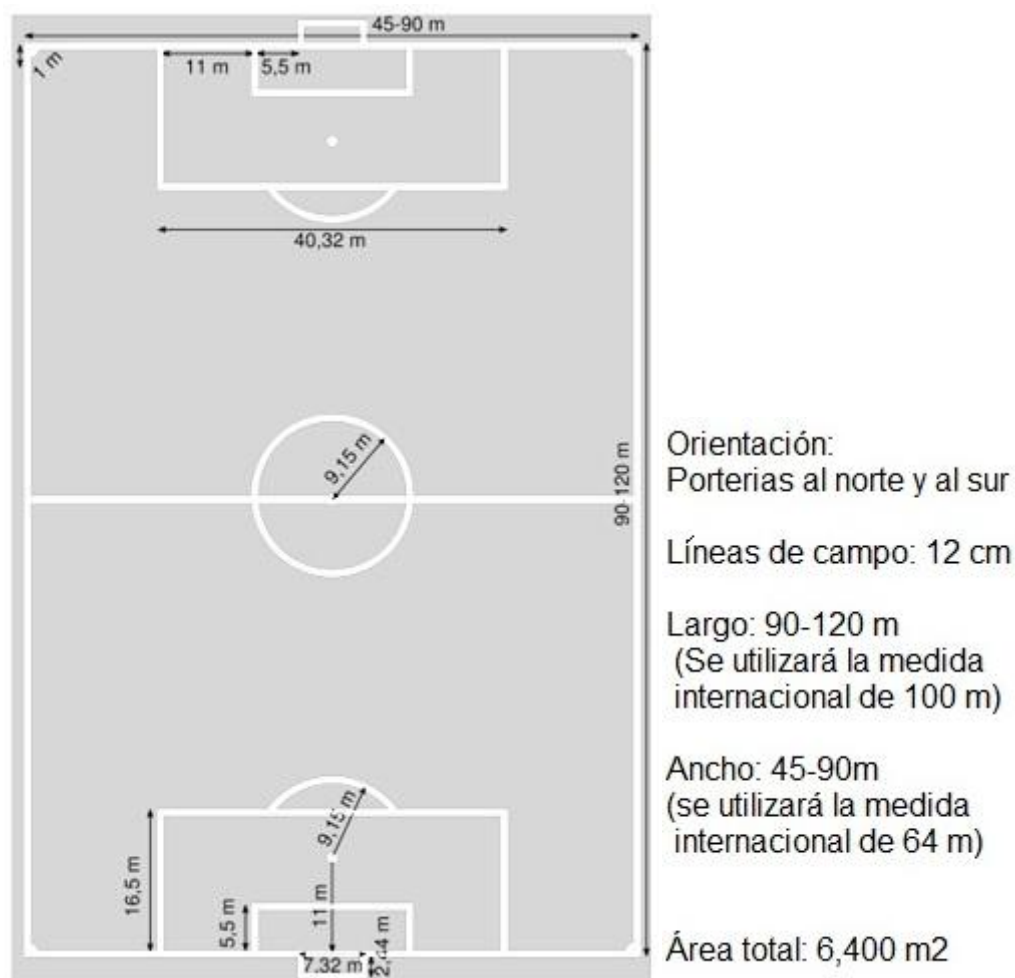 45-90 m
1 m
11 m
5,5 m
40,32 m
9,15 m
90-120 m
9,15 m
16,5 m
5,5 m
11 m
7.32 m
2,44 m
Orientación:
Porterias al norte y al sur
Líneas de campo: 12 cm
Largo: 90-120 m
(Se utilizará la medida
internacional de 100 m)
Ancho: 45-90m
(se utilizará la medida
internacional de 64 m)
Área total: 6,400 m2